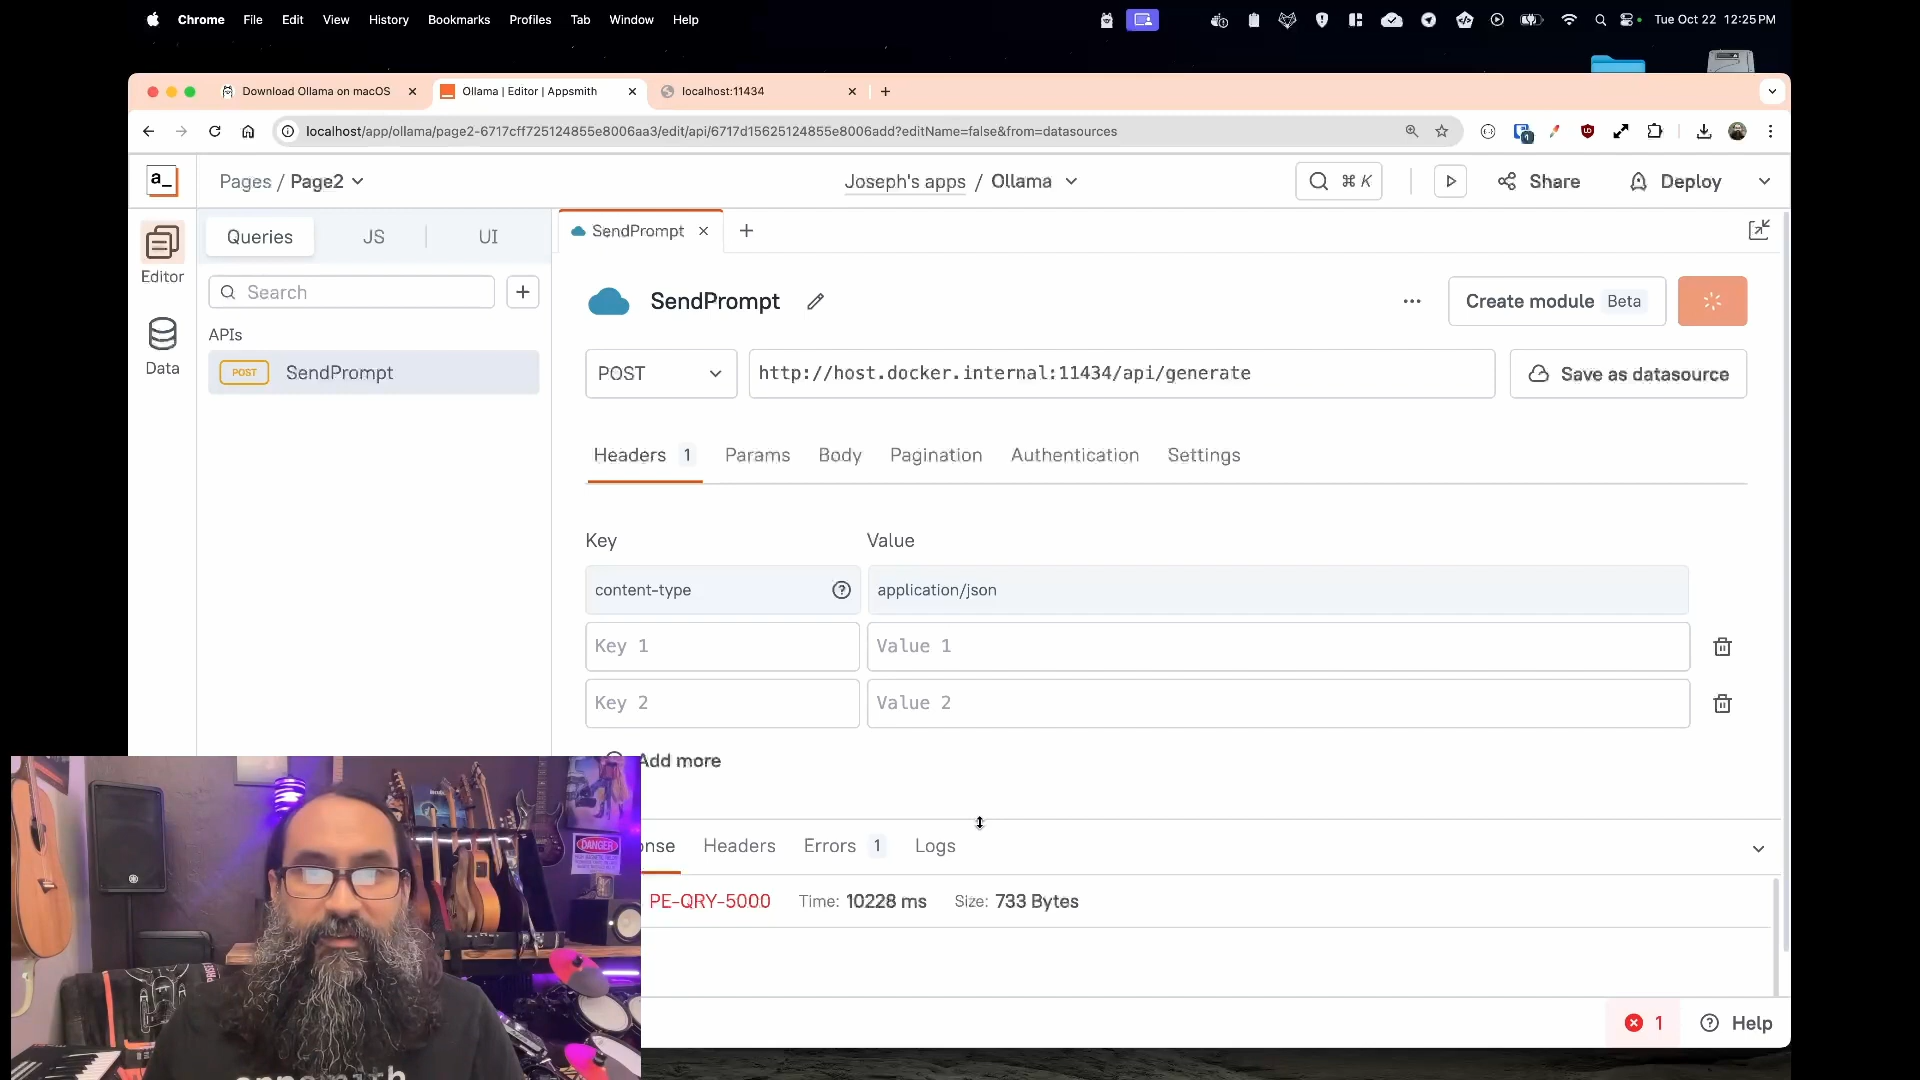 Chrome File Edit View History Bookmarks Profiles Tab Window Help Tue Oct 22 12:25 PM
Download Ollama on macOS Ollama | Editor | Appsmith localhost:11434
localhost/app/ollama/page2-6717cff725124855e8006aa3/edit/api/6717d15625124855e8006add?editName=false&from=datasources
a_ Pages / Page2 Joseph's apps / Ollama ⌘ K Share Deploy
Queries JS UI SendPrompt
Editor
Search
SendPrompt Create module Beta
APIs
Data
POST SendPrompt
POST http://host.docker.internal:11434/api/generate Save as datasource
Headers 1 Params Body Pagination Authentication Settings
Key Value
content-type application/json
Key 1 Value 1
Key 2 Value 2
Add more
onse Headers Errors 1 Logs
PE-QRY-5000 Time: 10228 ms Size: 733 Bytes
DANGER
1 Help
appsmith